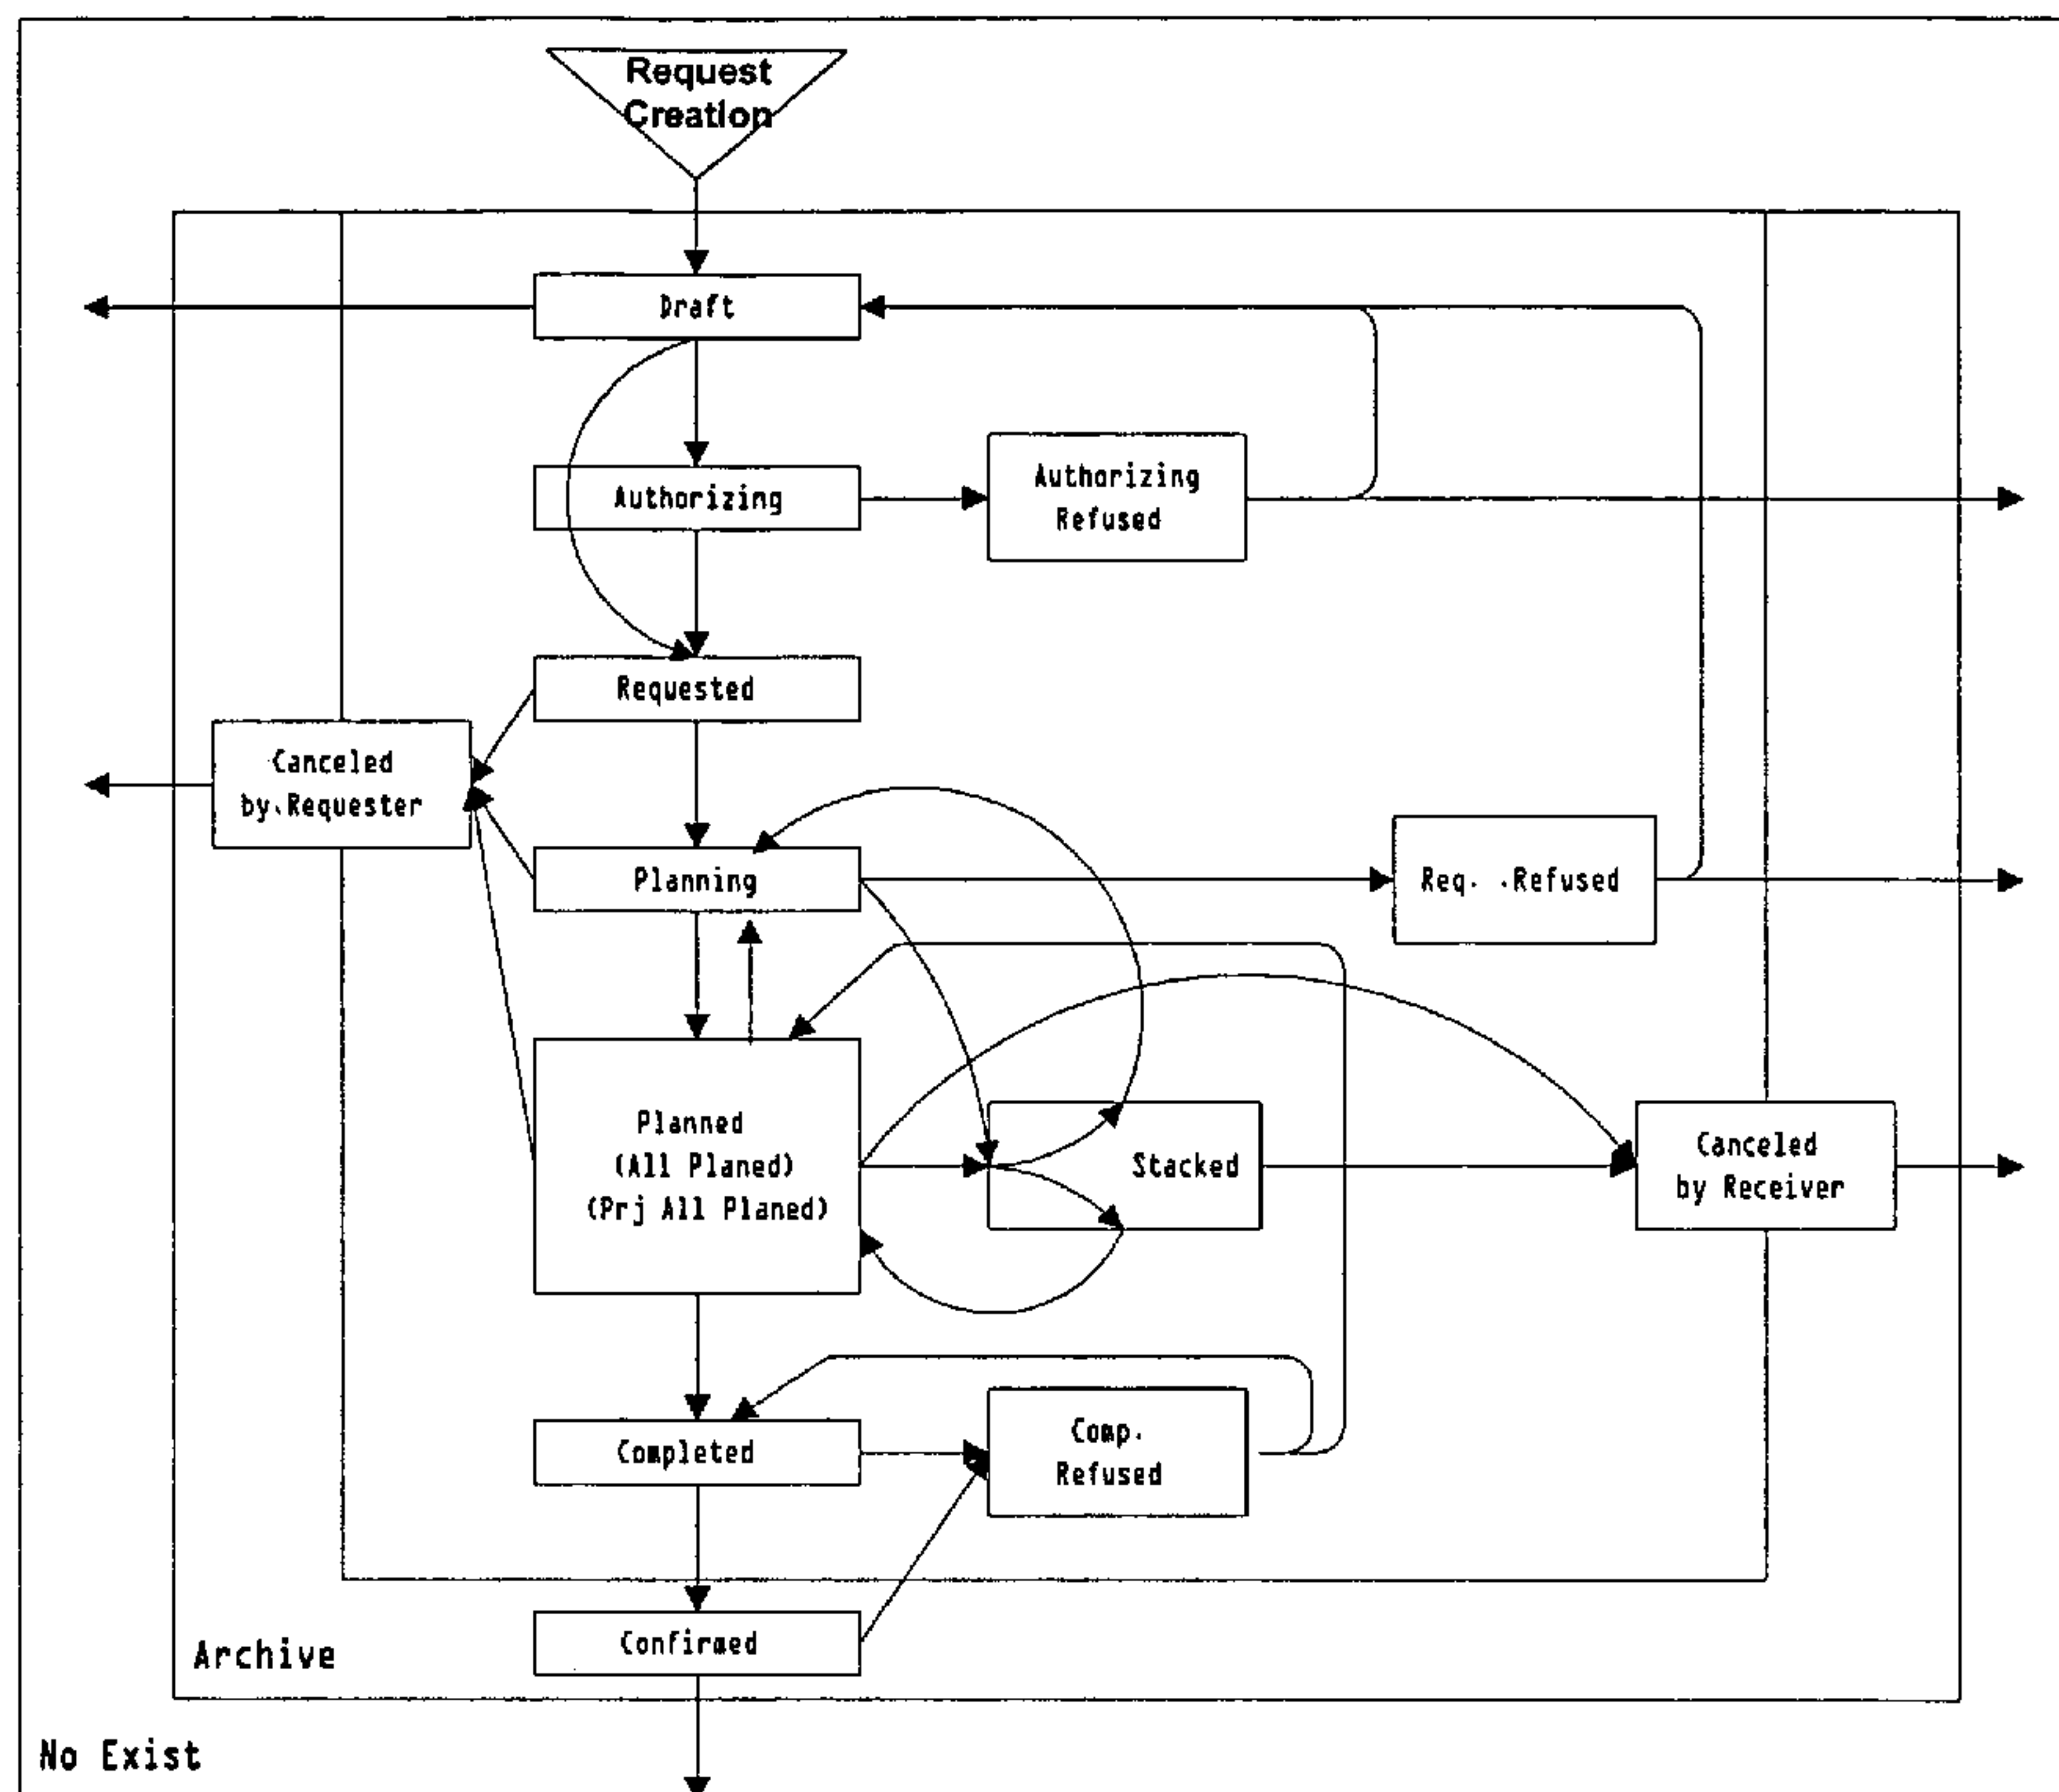 Request
Creation
Draft
Authorizing
Authorizing
Refused
Requested
Canceled
by.Requester
Planning
Req. .Refused
Planned
(All Planed)
(Prj All Planed)
Stacked
Canceled
by Receiver
Completed
Comp.
Refused
Confirmed
Archive
No Exist